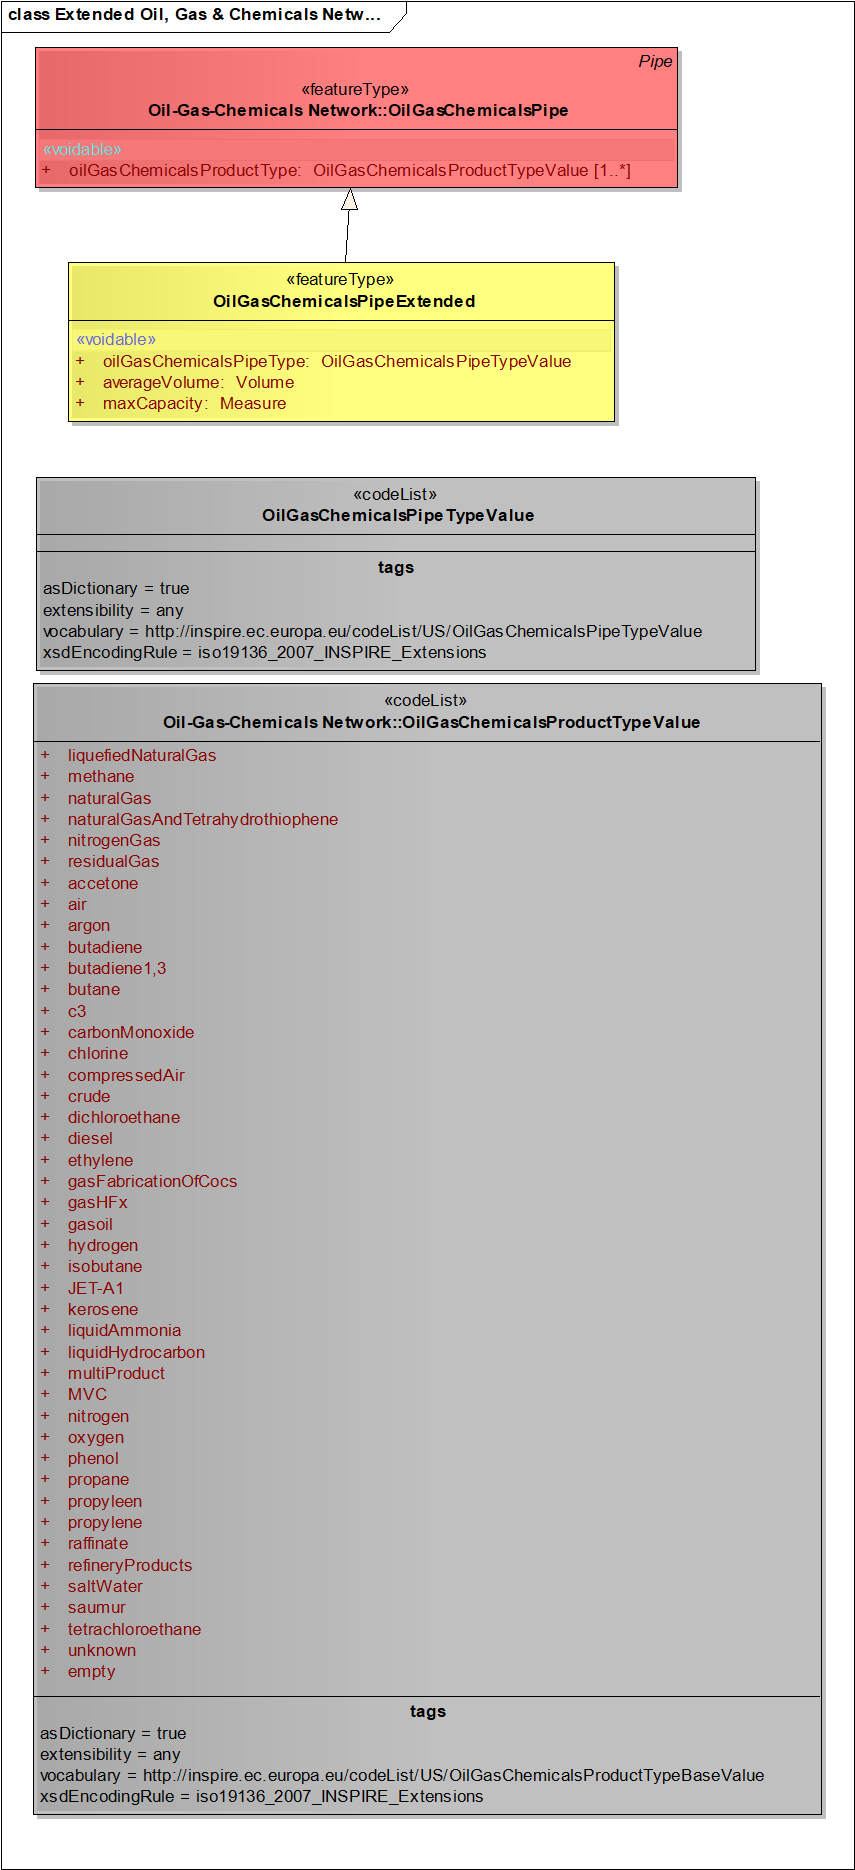 class Extended Oil, Gas & Chemicals Netw...
Pipe
«featureType»
Oil-Gas-Chemicals Network::OilGasChemicalsPipe
«voidable»
+ oilGasChemicalsProductType: OilGasChemicalsProductTypeValue [1..*]
«featureType»
OilGasChemicalsPipeExtended
«voidable»
+ oilGasChemicalsPipeType: OilGasChemicalsPipeTypeValue
+ averageVolume: Volume
+ maxCapacity: Measure
«codeList»
OilGasChemicalsPipeTypeValue
tags
asDictionary = true
extensibility = any
vocabulary = http://inspire.ec.europa.eu/codeList/US/OilGasChemicalsPipeTypeValue
xsdEncodingRule = iso19136_2007_INSPIRE_Extensions
«codeList»
Oil-Gas-Chemicals Network::OilGasChemicalsProductTypeValue
+ liquefiedNaturalGas
+ methane
+ naturalGas
+ naturalGasAndTetrahydrothiophene
+ nitrogenGas
+ residualGas
+ accetone
+ air
+ argon
+ butadiene
+ butadiene1,3
+ butane
+ c3
+ carbonMonoxide
+ chlorine
+ compressedAir
+ crude
+ dichloroethane
+ diesel
+ ethylene
+ gasFabricationOfCocs
+ gasHFx
+ gasoil
+ hydrogen
+ isobutane
+ JET-A1
+ kerosene
+ liquidAmmonia
+ liquidHydrocarbon
+ multiProduct
+ MVC
+ nitrogen
+ oxygen
+ phenol
+ propane
+ propyleen
+ propylene
+ raffinate
+ refineryProducts
+ saltWater
+ saumur
+ tetrachloroethane
+ unknown
+ empty
tags
asDictionary = true
extensibility = any
vocabulary = http://inspire.ec.europa.eu/codeList/US/OilGasChemicalsProductTypeBaseValue
xsdEncodingRule = iso19136_2007_INSPIRE_Extensions